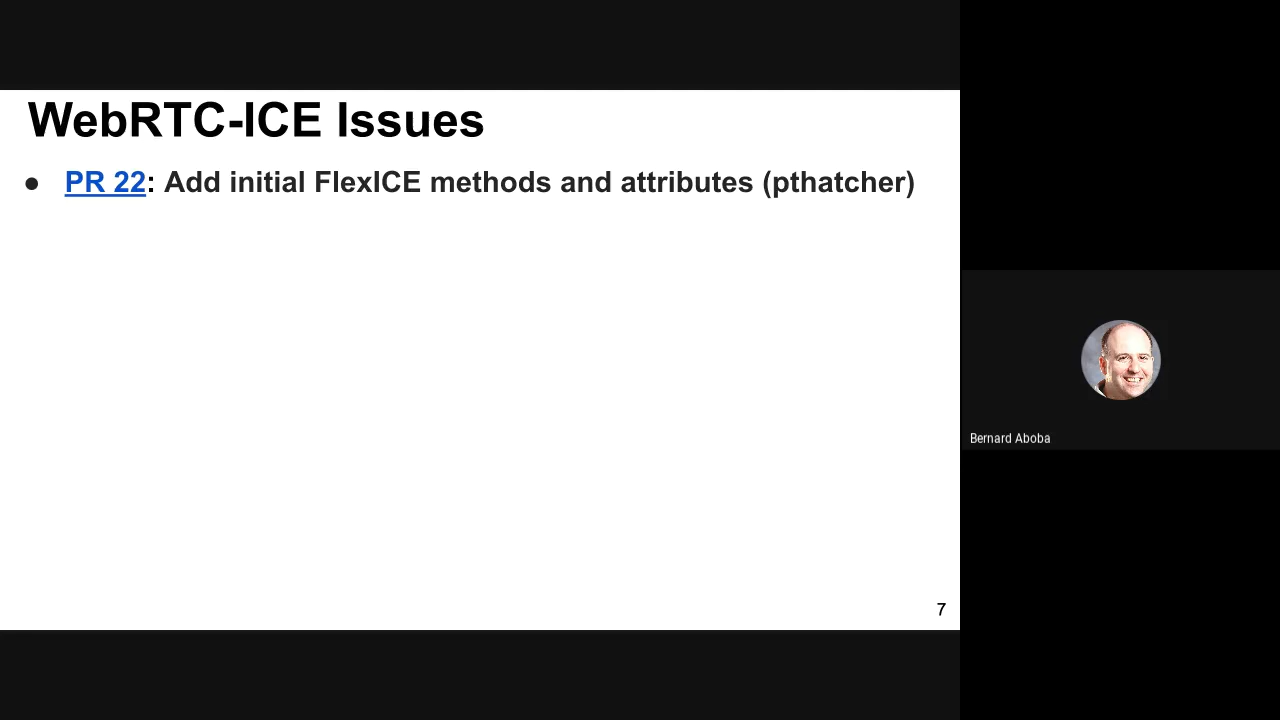 WebRTC-ICE Issues
● PR 22: Add initial FlexICE methods and attributes (pthatcher)
7
Bernard Aboba